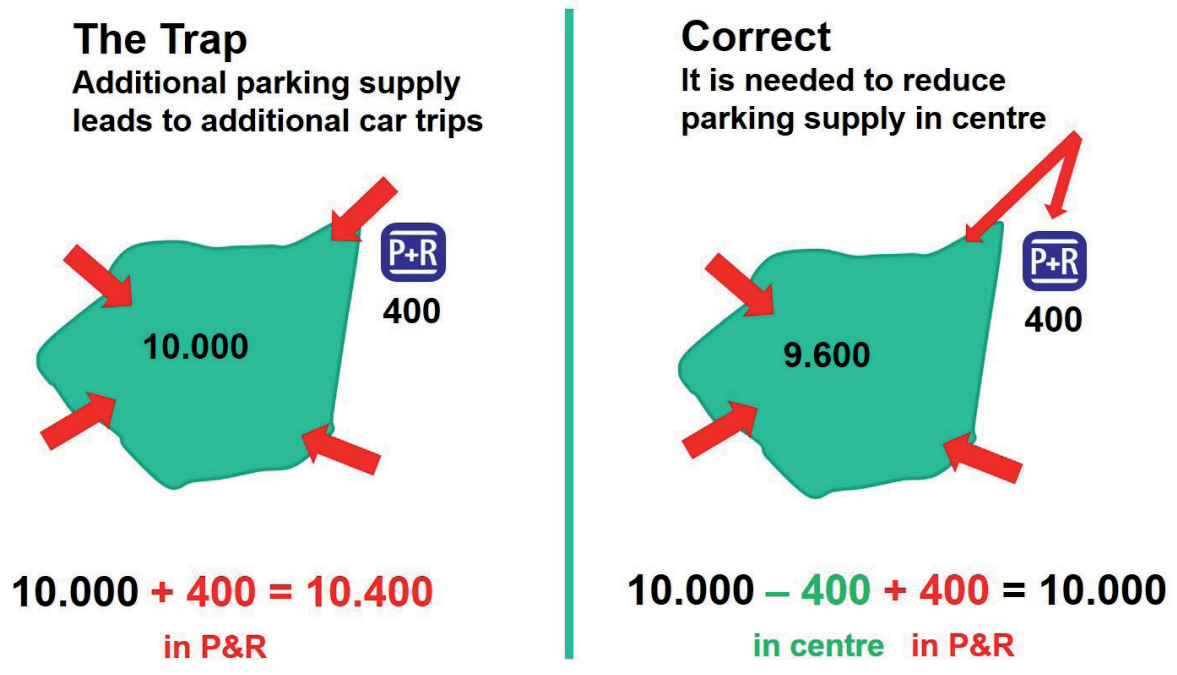 The Trap
Additional parking supply
leads to additional car trips
P+R
400
10.000
10.000 + 400 = 10.400
in P&R
Correct
It is needed to reduce
parking supply in centre
P+R
400
9.600
10.000 – 400 + 400 = 10.000
in centre in P&R